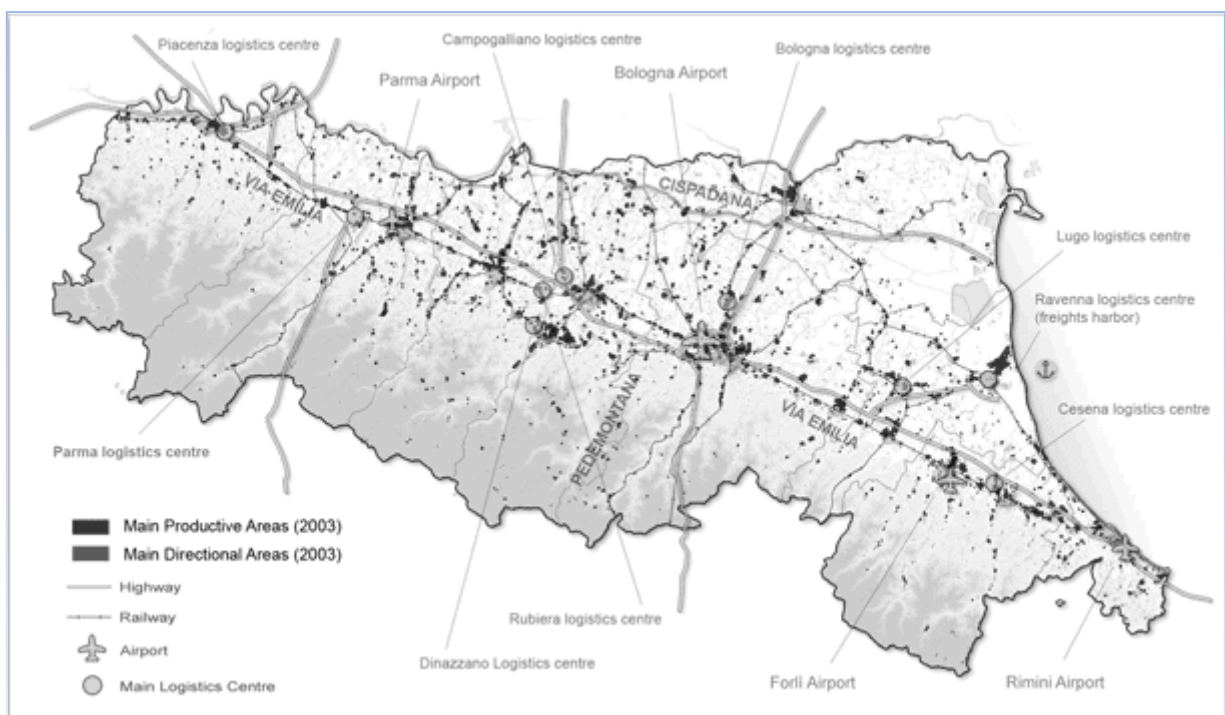 Piacenza logistics centre
Campogalliano logistics centre
Bologna logistics centre
Parma Airport
Bologna Airport
VIA EMILIA
CISPADANA
Lugo logistics centre
Ravenna logistics centre
(freights harbor)
Cesena logistics centre
PEDEMONTANA
VIA EMILIA
Parma logistics centre
Main Productive Areas (2003)
Main Directional Areas (2003)
Highway
Railway
Airport
Main Logistics Centre
Rubiera logistics centre
Dinazzano Logistics centre
Forlì Airport
Rimini Airport